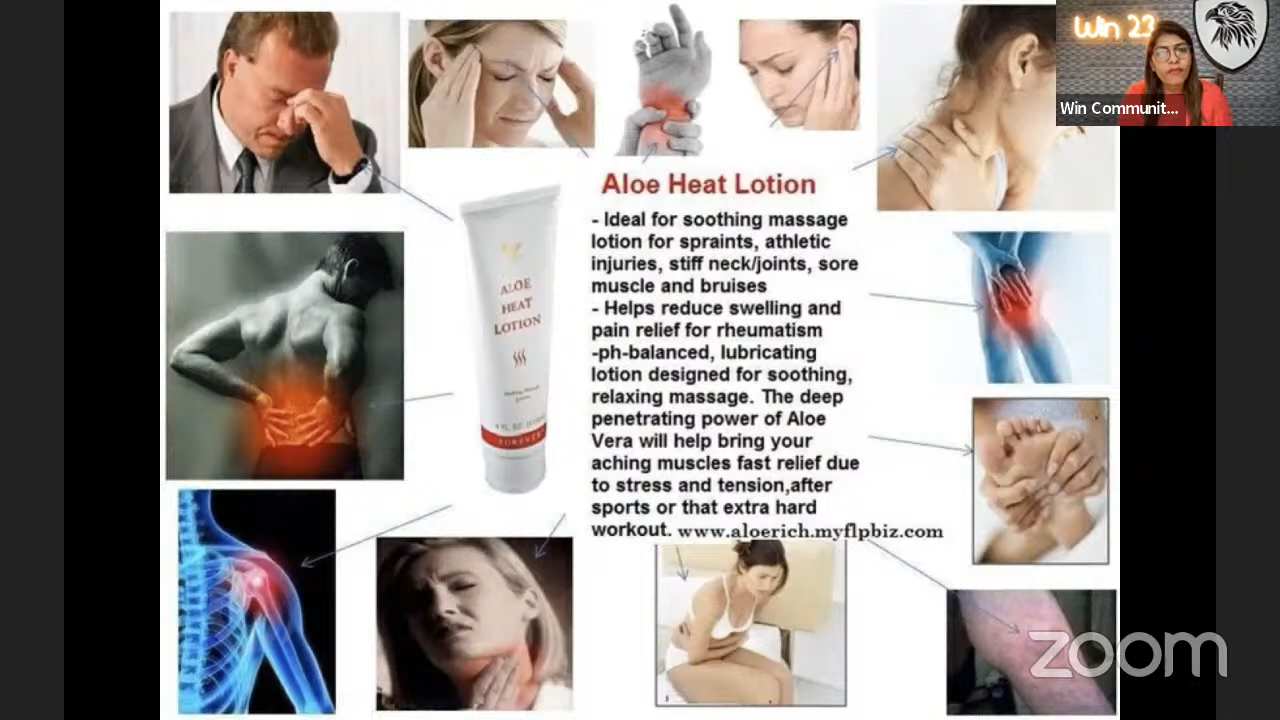 Win 23
Win Communit...
Aloe Heat Lotion
- Ideal for soothing massage
lotion for spraints, athletic
injuries, stiff neck/joints, sore
muscle and bruises
- Helps reduce swelling and
pain relief for rheumatism
-ph-balanced, lubricating
lotion designed for soothing,
relaxing massage. The deep
penetrating power of Aloe
Vera will help bring your
aching muscles fast relief due
to stress and tension,after
sports or that extra hard
workout. www.aloerich.myflpbiz.com
ALOE
HEAT
LOTION
FOREVER
zoom